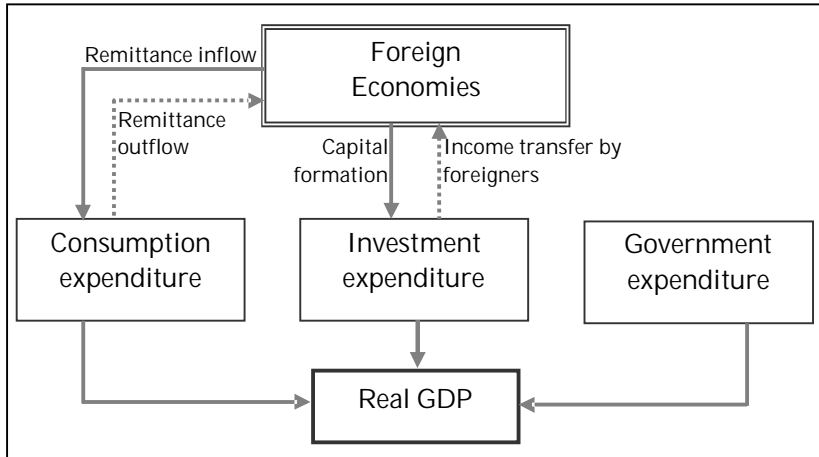 Remittance inflow
Foreign
Economies
Remittance
outflow
Capital
formation
Income transfer by
foreigners
Consumption
expenditure
Investment
expenditure
Government
expenditure
Real GDP